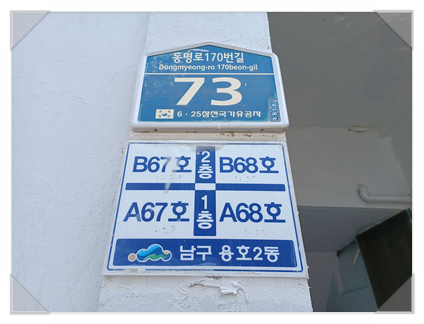 동명로170번길
Dongmyeong-ro 170beon-gil
73
6·25참전국가유공자
B67호 2층 B68호
A67호 1층 A68호
남구 용호2동